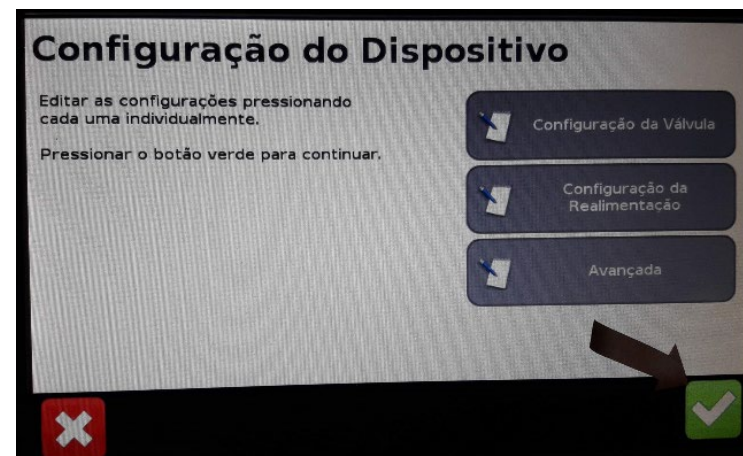 Configuração do Dispositivo
Editar as configurações pressionando
cada uma individualmente.
Pressionar o botão verde para continuar.
Configuração da Válvula
Configuração da
Realimentação
Avançada